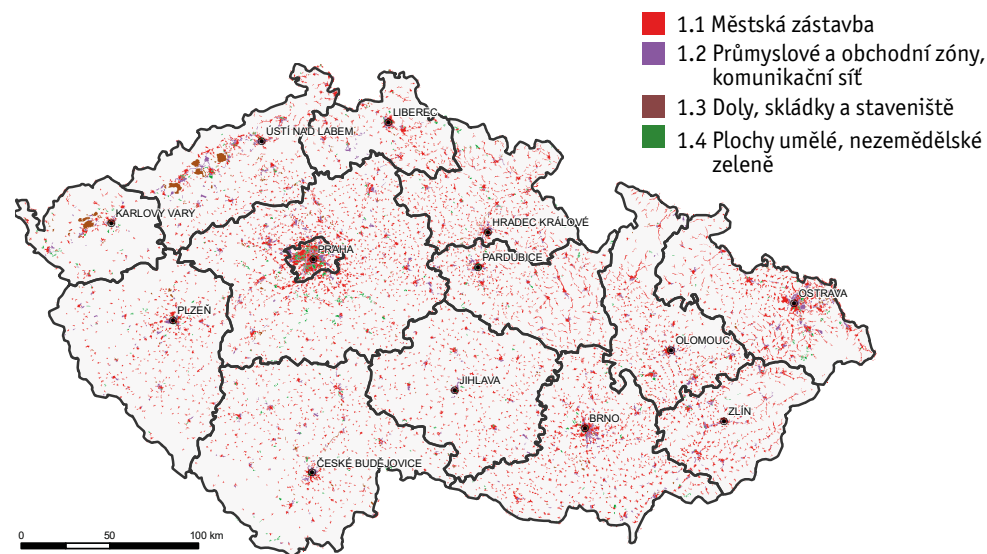 1.1 Městská zástavba
1.2 Průmyslové a obchodní zóny,
komunikační síť
1.3 Doly, skládky a staveniště
1.4 Plochy umělé, nezemědělské
zeleně
LIBEREC
ÚSTÍ NAD LABEM
KARLOVY VARY
HRADEC KRÁLOVÉ
PRAHA
PARDUBICE
OSTRAVA
PLZEŇ
OLOMOUC
JIHLAVA
ZLÍN
BRNO
ČESKÉ BUDĚJOVICE
0 50 100 km